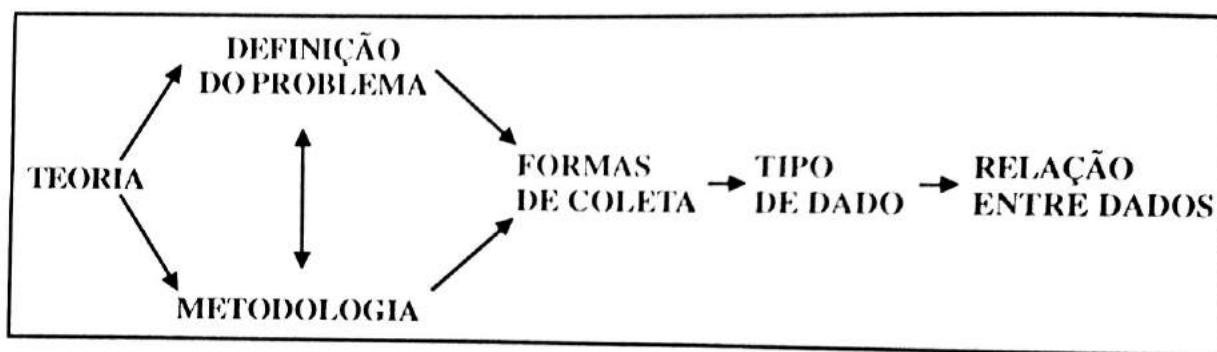 DEFINIÇÃO
DO PROBLEMA
TEORIA
FORMAS
DE COLETA
TIPO
DE DADO
RELAÇÃO
ENTRE DADOS
METODOLOGIA